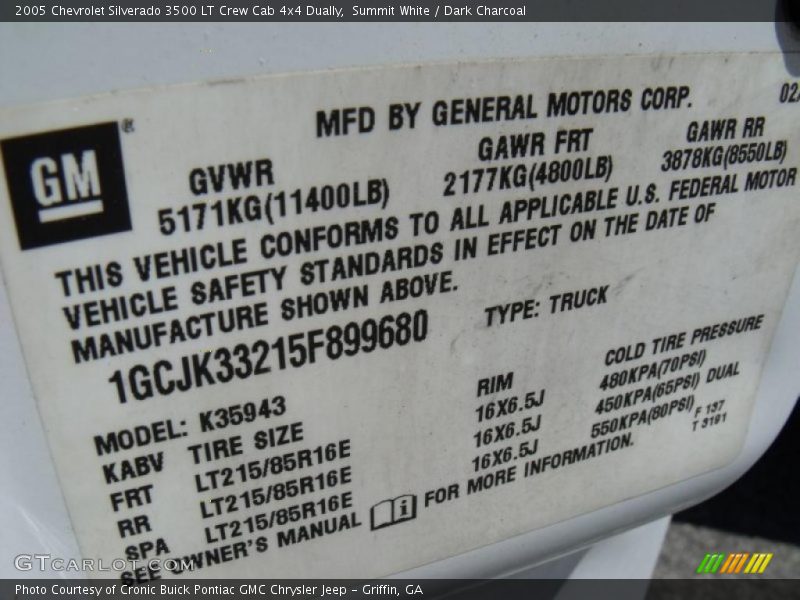 2005 Chevrolet Silverado 3500 LT Crew Cab 4x4 Dually, Summit White / Dark Charcoal
GM®
MFD BY GENERAL MOTORS CORP.
GVWR GAWR FRT GAWR RR
5171KG(11400LB) 2177KG(4800LB) 3878KG(8550LB)
THIS VEHICLE CONFORMS TO ALL APPLICABLE U.S. FEDERAL MOTOR
VEHICLE SAFETY STANDARDS IN EFFECT ON THE DATE OF
MANUFACTURE SHOWN ABOVE.
1GCJK33215F899680 TYPE: TRUCK
MODEL: K35943
KABV TIRE SIZE RIM COLD TIRE PRESSURE
FRT LT215/85R16E 16X6.5J 480KPA(70PSI)
RR LT215/85R16E 16X6.5J 450KPA(65PSI) DUAL
SPA LT215/85R16E 16X6.5J 550KPA(80PSI)
F 137
T 3191
SEE OWNER'S MANUAL FOR MORE INFORMATION.
GTCarLot.com
Photo Courtesy of Cronic Buick Pontiac GMC Chrysler Jeep - Griffin, GA